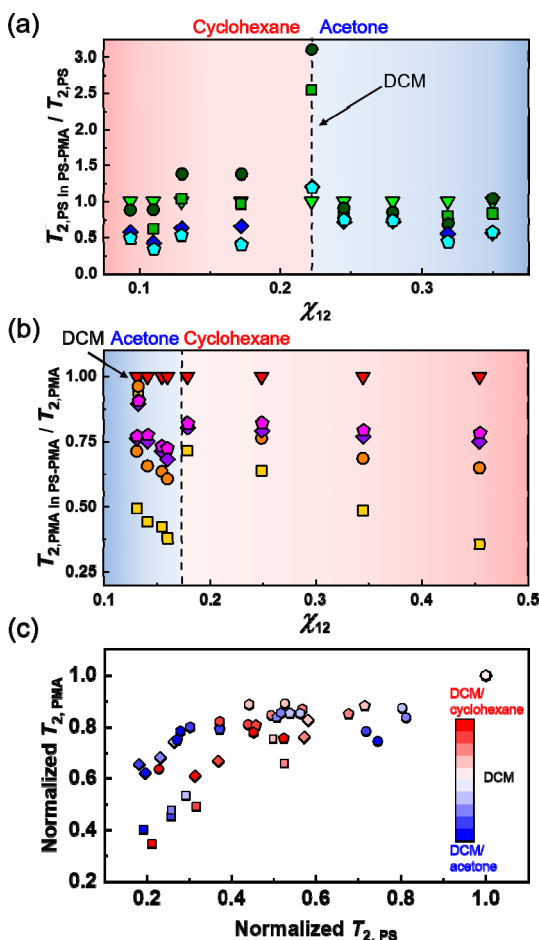 (a)
Cyclohexane Acetone
DCM
T2,PS in PS-PMA / T2,PS
3.0
2.5
2.0
1.5
1.0
0.5
0.0
0.1 0.2 0.3
χ12
(b)
DCM Acetone Cyclohexane
T2,PMA in PS-PMA / T2,PMA
1.00
0.75
0.50
0.25
0.1 0.2 0.3 0.4 0.5
χ12
(c)
Normalized T2, PMA
1.0
0.8
0.6
0.4
0.2
DCM/
cyclohexane
DCM
DCM/
acetone
0.2 0.4 0.6 0.8 1.0
Normalized T2, PS